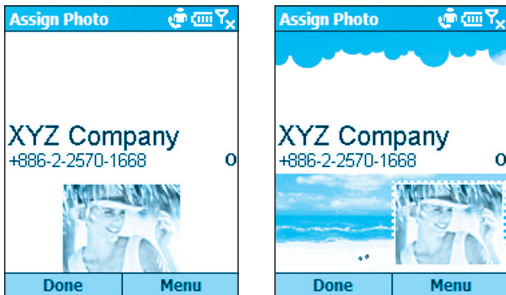 Assign Photo
XYZ Company
+886-2-2570-1668 O
Done Menu
Assign Photo
XYZ Company
+886-2-2570-1668 O
Done Menu